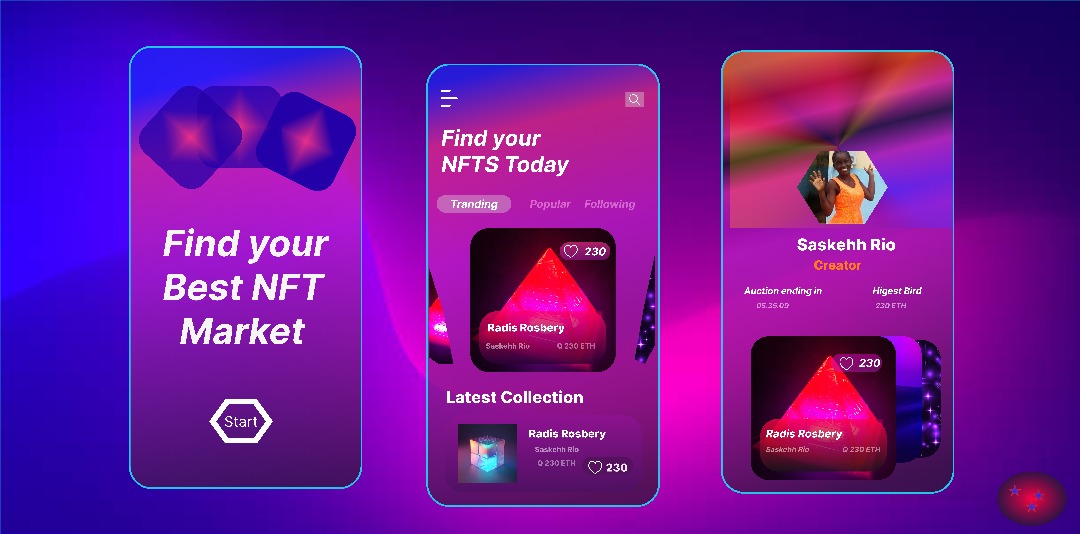 Find your
Best NFT
Market
Start
Find your
NFTS Today
Tranding Popular Following
230
Radis Rosbery
Saskehh Rio Q 230 ETH
Latest Collection
Radis Rosbery
Saskehh Rio
Q 230 ETH
230
Saskehh Rio
Creator
Auction ending in Higest Bird
05.35.09 230 ETH
230
Radis Rosbery
Saskehh Rio Q 230 ETH